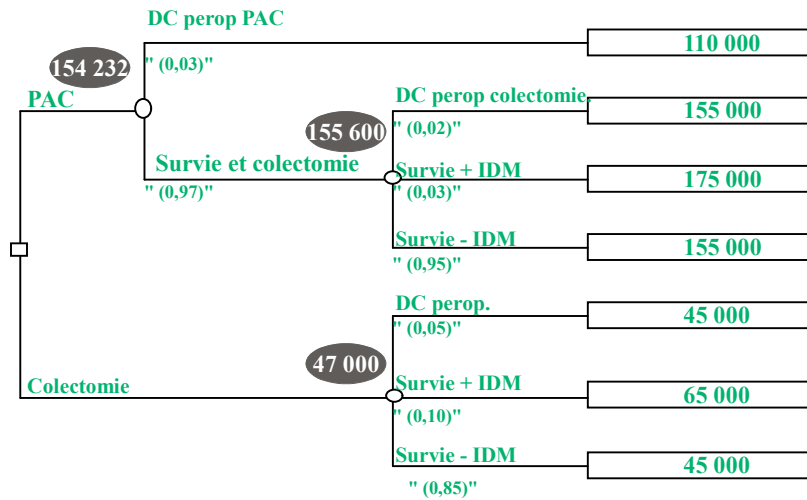 DC perop PAC
110 000
154 232
" (0,03)"
PAC
DC perop colectomie.
155 000
155 600
" (0,02)"
Survie et colectomie
Survie + IDM
175 000
" (0,97)"
" (0,03)"
Survie - IDM
155 000
" (0,95)"
DC perop.
45 000
" (0,05)"
47 000
Colectomie
Survie + IDM
65 000
" (0,10)"
Survie - IDM
45 000
" (0,85)"